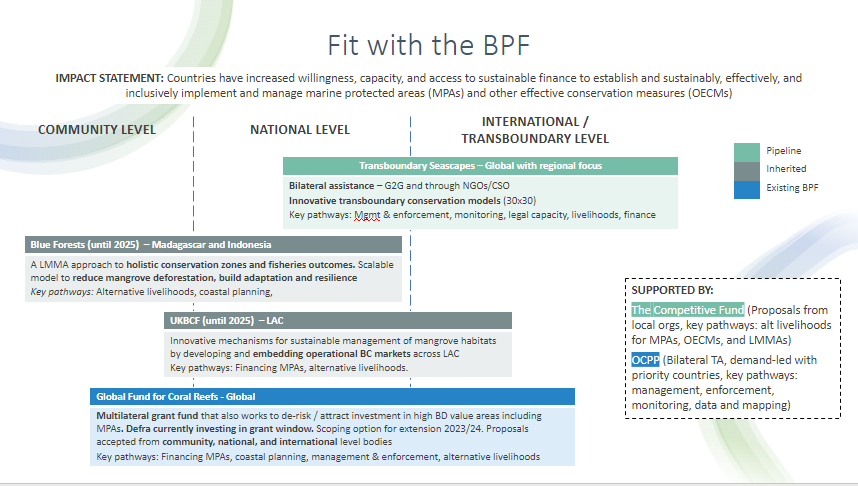 Fit with the BPF
IMPACT STATEMENT: Countries have increased willingness, capacity, and access to sustainable finance to establish and sustainably, effectively, and
inclusively implement and manage marine protected areas (MPAs) and other effective conservation measures (OECMs)
COMMUNITY LEVEL
NATIONAL LEVEL
INTERNATIONAL /
TRANSBOUNDARY LEVEL
Pipeline
Inherited
Existing BPF
Transboundary Seascapes – Global with regional focus
Bilateral assistance – G2G and through NGOs/CSO
Innovative transboundary conservation models (30x30)
Key pathways: Mgmt & enforcement, monitoring, legal capacity, livelihoods, finance
Blue Forests (until 2025) – Madagascar and Indonesia
A LMMA approach to holistic conservation zones and fisheries outcomes. Scalable
model to reduce mangrove deforestation, build adaptation and resilience
Key pathways: Alternative livelihoods, coastal planning,
UKBCF (until 2025) – LAC
Innovative mechanisms for sustainable management of mangrove habitats
by developing and embedding operational BC markets across LAC
Key pathways: Financing MPAs, alternative livelihoods.
Global Fund for Coral Reefs - Global
Multilateral grant fund that also works to de-risk / attract investment in high BD value areas including
MPAs. Defra currently investing in grant window. Scoping option for extension 2023/24. Proposals
accepted from community, national, and international level bodies
Key pathways: Financing MPAs, coastal planning, management & enforcement, alternative livelihoods
SUPPORTED BY:
The Competitive Fund (Proposals from
local orgs, key pathways: alt livelihoods
for MPAs, OECMs, and LMMAs)
OCPP (Bilateral TA, demand-led with
priority countries, key pathways:
management, enforcement,
monitoring, data and mapping)